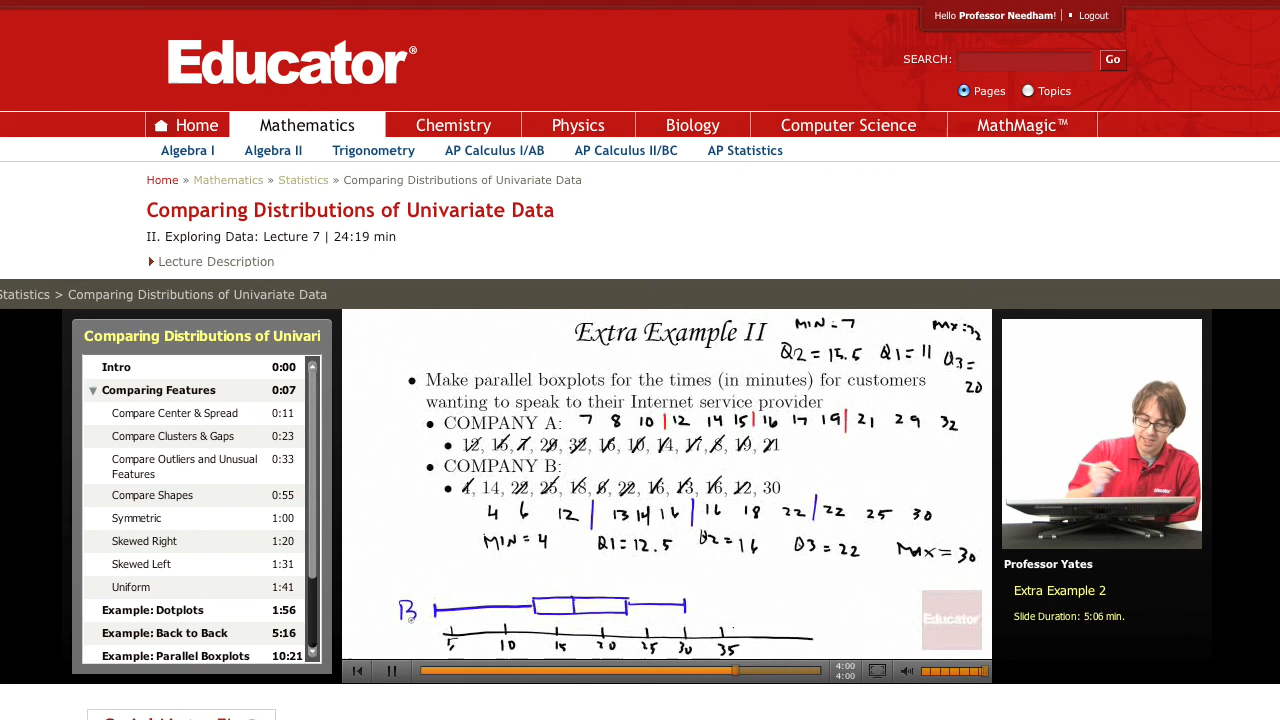 Hello Professor Needham! | Logout
Educator®
SEARCH: Go
Pages Topics
Home Mathematics Chemistry Physics Biology Computer Science MathMagic™
Algebra I Algebra II Trigonometry AP Calculus I/AB AP Calculus II/BC AP Statistics
Home » Mathematics » Statistics » Comparing Distributions of Univariate Data
Comparing Distributions of Univariate Data
II. Exploring Data: Lecture 7 | 24:19 min
Lecture Description
Statistics > Comparing Distributions of Univariate Data
Comparing Distributions of Univari
Intro 0:00
Comparing Features 0:07
Compare Center & Spread 0:11
Compare Clusters & Gaps 0:23
Compare Outliers and Unusual 0:33
Features
Compare Shapes 0:55
Symmetric 1:00
Skewed Right 1:20
Skewed Left 1:31
Uniform 1:41
Example: Dotplots 1:56
Example: Back to Back 5:16
Example: Parallel Boxplots 10:21
Extra Example II
MIN = 7
Q2 = 15.5 Q1 = 11 Q3 =
20
• Make parallel boxplots for the times (in minutes) for customers
wanting to speak to their Internet service provider
• COMPANY A: 7 8 10 | 12 14 15 | 16 17 19 | 21 29 32
• 12, 15, 7, 29, 32, 16, 10, 14, 17, 8, 19, 21
• COMPANY B:
• 4, 14, 22, 25, 18, 6, 22, 16, 13, 16, 12, 30
4 6 12 | 13 14 16 | 16 18 22 | 22 25 30
MIN = 4 Q1 = 12.5 Q2 = 16 Q3 = 22 MAX = 30
B
5 10 15 20 25 30 35
Educator
4:00
4:00
Educator
Professor Yates
Extra Example 2
Slide Duration: 5:06 min.